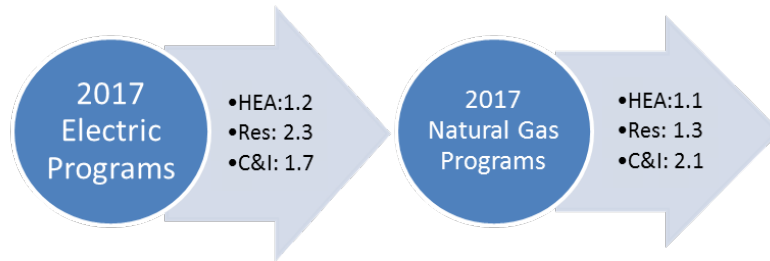 2017
Electric
Programs
•HEA:1.2
•Res: 2.3
•C&I: 1.7
2017
Natural Gas
Programs
•HEA:1.1
•Res: 1.3
•C&I: 2.1